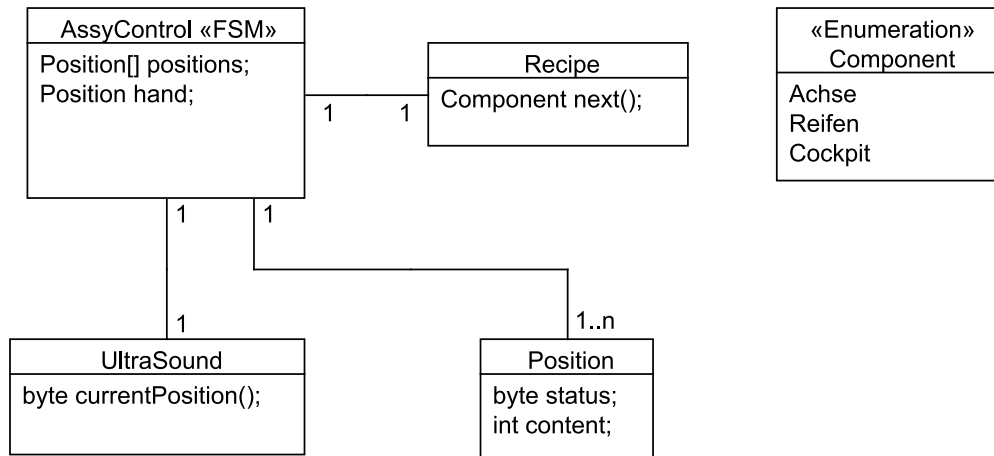 AssyControl «FSM»
Position[] positions;
Position hand;
1
1
Recipe
Component next();
«Enumeration»
Component
Achse
Reifen
Cockpit
1
1
1
1..n
UltraSound
byte currentPosition();
Position
byte status;
int content;